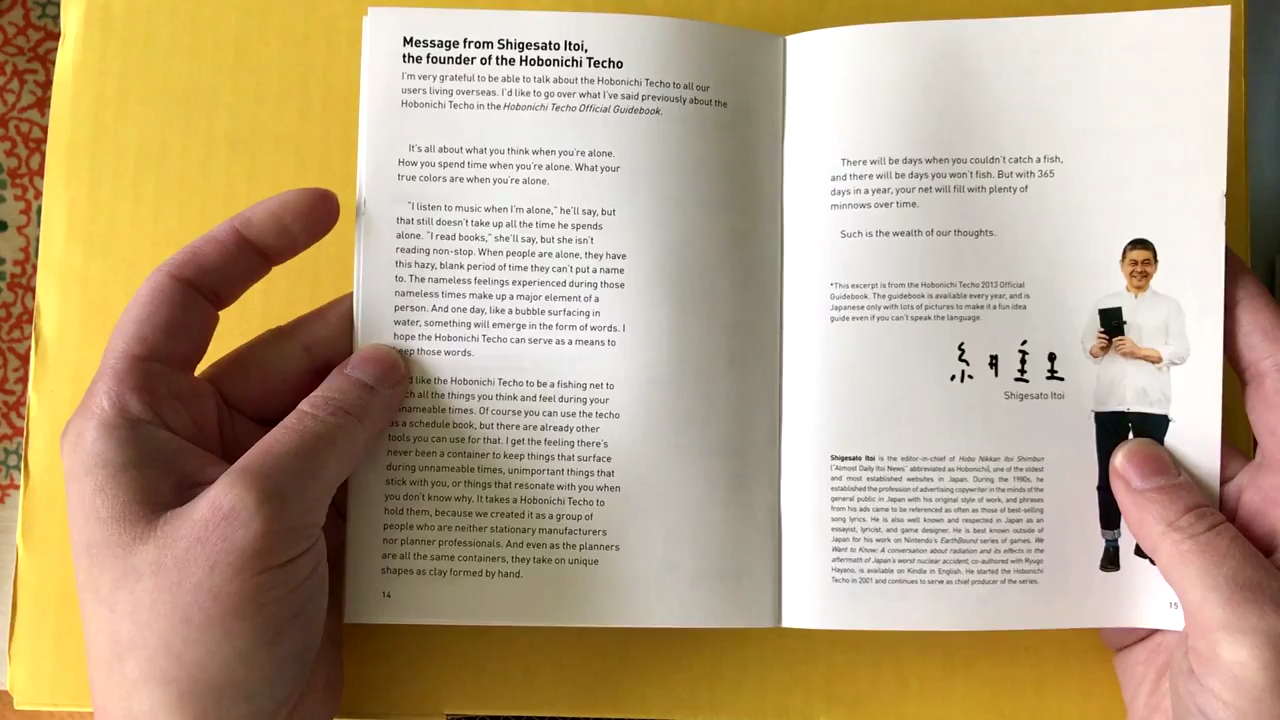 Message from Shigesato Itoi,
the founder of the Hobonichi Techo
I'm very grateful to be able to talk about the Hobonichi Techo to all our
users living overseas. I'd like to go over what I've said previously about the
Hobonichi Techo in the Hobonichi Techo Official Guidebook.
It's all about what you think when you're alone.
How you spend time when you're alone. What your
true colors are when you're alone.
"I listen to music when I'm alone," he'll say, but
that still doesn't take up all the time he spends
alone. "I read books," she'll say, but she isn't
reading non-stop. When people are alone, they have
this hazy, blank period of time they can't put a name
to. The nameless feelings experienced during those
nameless times make up a major element of a
person. And one day, like a bubble surfacing in
water, something will emerge in the form of words. I
hope the Hobonichi Techo can serve as a means to
keep those words.
like the Hobonichi Techo to be a fishing net to
all the things you think and feel during your
unnameable times. Of course you can use the techo
as a schedule book, but there are already other
tools you can use for that. I get the feeling there's
never been a container to keep things that surface
during unnameable times, unimportant things that
stick with you, or things that resonate with you when
you don't know why. It takes a Hobonichi Techo to
hold them, because we created it as a group of
people who are neither stationary manufacturers
nor planner professionals. And even as the planners
are all the same containers, they take on unique
shapes as clay formed by hand.
14
There will be days when you couldn't catch a fish,
and there will be days you won't fish. But with 365
days in a year, your net will fill with plenty of
minnows over time.
Such is the wealth of our thoughts.
*This excerpt is from the Hobonichi Techo 2013 Official
Guidebook. The guidebook is available every year, and is
Japanese only with lots of pictures to make it a fun idea
guide even if you can't speak the language.
糸井重里
Shigesato Itoi
Shigesato Itoi is the editor-in-chief of Hobo Nikkan Itoi Shimbun
("Almost Daily Itoi News" abbreviated as Hobonichi), one of the oldest
and most established websites in Japan. During the 1980s, he
established the profession of advertising copywriter in the minds of the
general public in Japan with his original style of work, and phrases
from his ads came to be referenced as often as those of best-selling
song lyrics. He is also well known and respected in Japan as an
essayist, lyricist, and game designer. He is best known outside of
Japan for his work on Nintendo's EarthBound series of games. We
Want to Know: A conversation about radiation and its effects in the
aftermath of Japan's worst nuclear accident, co-authored with Ryugo
Hayano, is available on Kindle in English. He started the Hobonichi
Techo in 2001 and continues to serve as chief producer of the series.
15